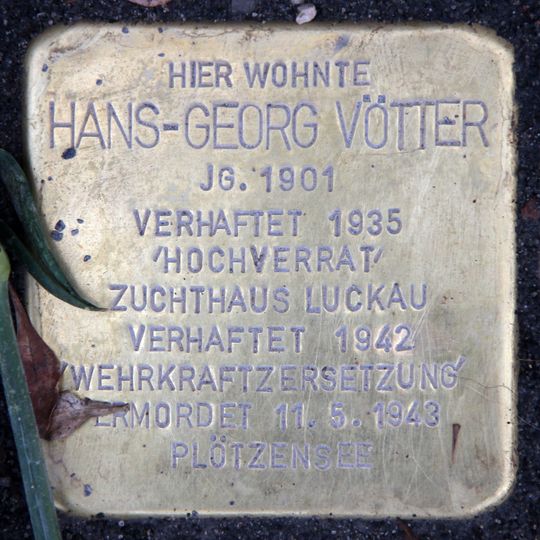 HIER WOHNTE
HANS-GEORG VÖTTER
JG. 1901
VERHAFTET 1935
'HOCHVERRAT'
ZUCHTHAUS LUCKAU
VERHAFTET 1942
'WEHRKRAFTZERSETZUNG'
ERMORDET 11.5.1943
PLÖTZENSEE